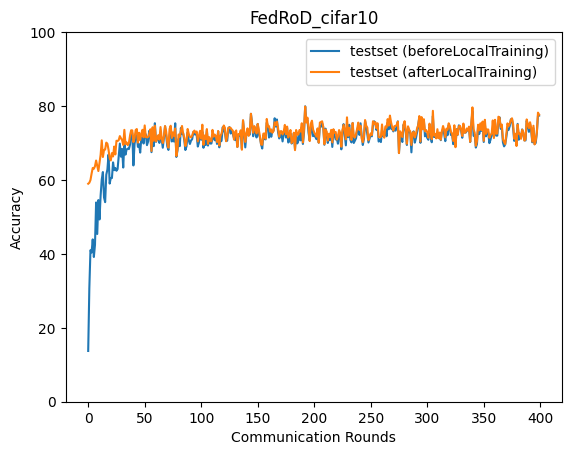 FedRoD_cifar10
testset (beforeLocalTraining)
testset (afterLocalTraining)
100
80
60
40
20
0
Accuracy
0 50 100 150 200 250 300 350 400
Communication Rounds